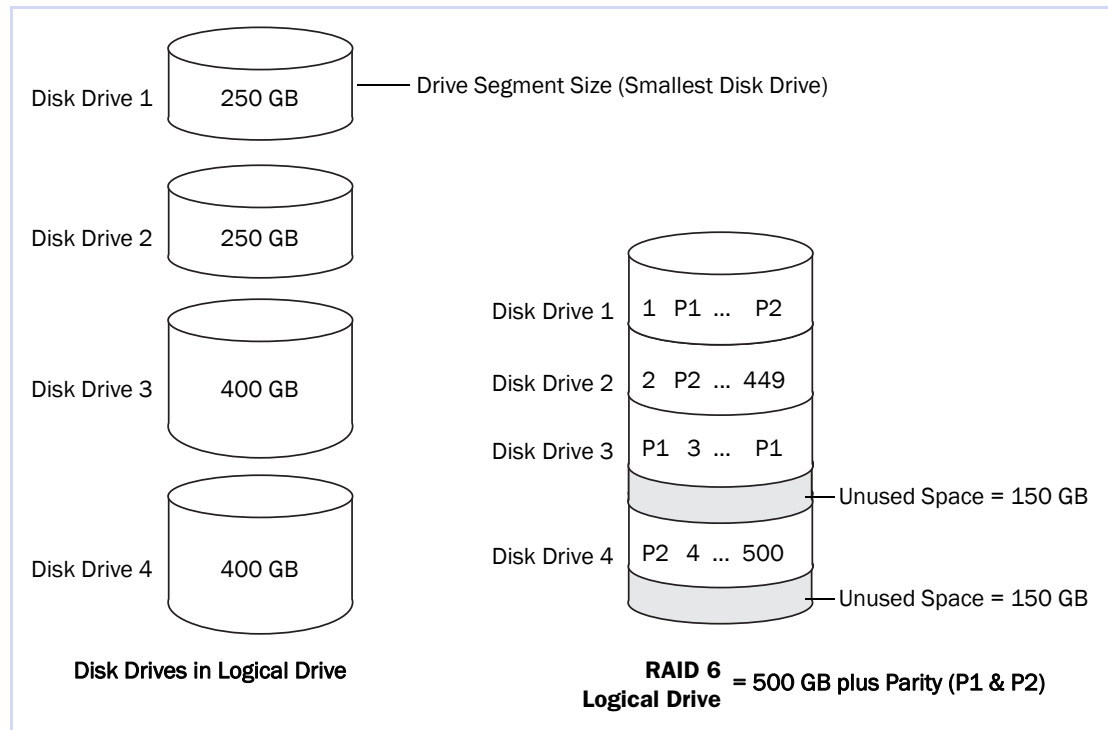 Disk Drive 1
250 GB
Drive Segment Size (Smallest Disk Drive)
Disk Drive 2
250 GB
Disk Drive 3
400 GB
Disk Drive 4
400 GB
Disk Drives in Logical Drive
Disk Drive 1
1 P1 ... P2
Disk Drive 2
2 P2 ... 449
Disk Drive 3
P1 3 ... P1
Unused Space = 150 GB
Disk Drive 4
P2 4 ... 500
Unused Space = 150 GB
RAID 6
Logical Drive
= 500 GB plus Parity (P1 & P2)